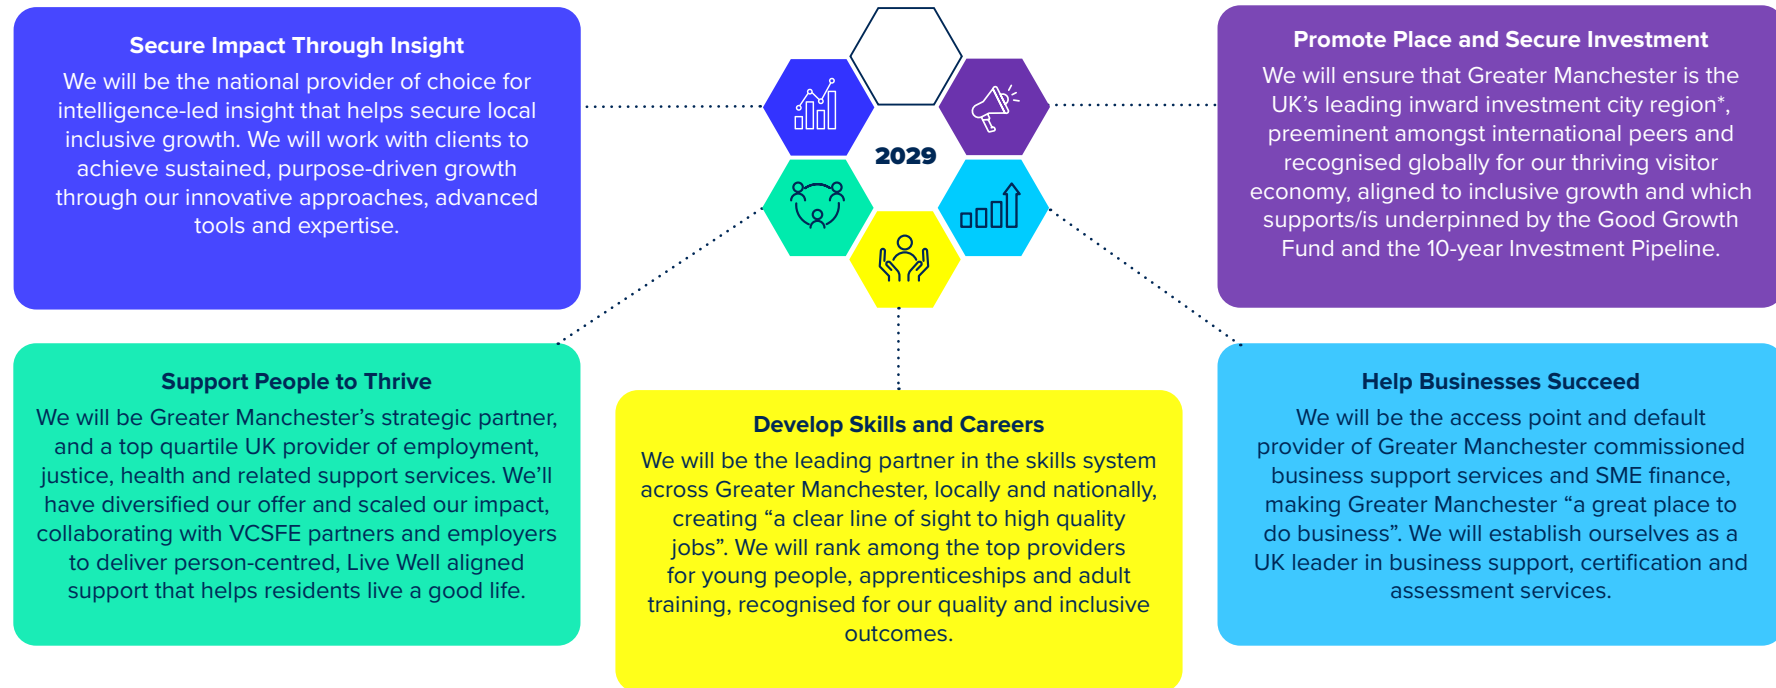 Secure Impact Through Insight
We will be the national provider of choice for
intelligence-led insight that helps secure local
inclusive growth. We will work with clients to
achieve sustained, purpose-driven growth
through our innovative approaches, advanced
tools and expertise.
2029
Promote Place and Secure Investment
We will ensure that Greater Manchester is the
UK’s leading inward investment city region*,
preeminent amongst international peers and
recognised globally for our thriving visitor
economy, aligned to inclusive growth and which
supports/is underpinned by the Good Growth
Fund and the 10-year Investment Pipeline.
Support People to Thrive
We will be Greater Manchester’s strategic partner,
and a top quartile UK provider of employment,
justice, health and related support services. We’ll
have diversified our offer and scaled our impact,
collaborating with VCSFE partners and employers
to deliver person-centred, Live Well aligned
support that helps residents live a good life.
Develop Skills and Careers
We will be the leading partner in the skills system
across Greater Manchester, locally and nationally,
creating “a clear line of sight to high quality
jobs”. We will rank among the top providers
for young people, apprenticeships and adult
training, recognised for our quality and inclusive
outcomes.
Help Businesses Succeed
We will be the access point and default
provider of Greater Manchester commissioned
business support services and SME finance,
making Greater Manchester “a great place to
do business”. We will establish ourselves as a
UK leader in business support, certification and
assessment services.